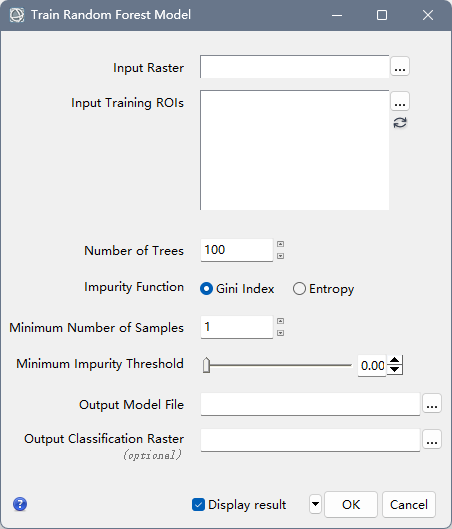 Train Random Forest Model
Input Raster
...
Input Training ROIs
...
Number of Trees
100
Impurity Function
Gini Index
Entropy
Minimum Number of Samples
1
Minimum Impurity Threshold
0.00
Output Model File
...
Output Classification Raster
...
(optional)
?
Display result
OK
Cancel